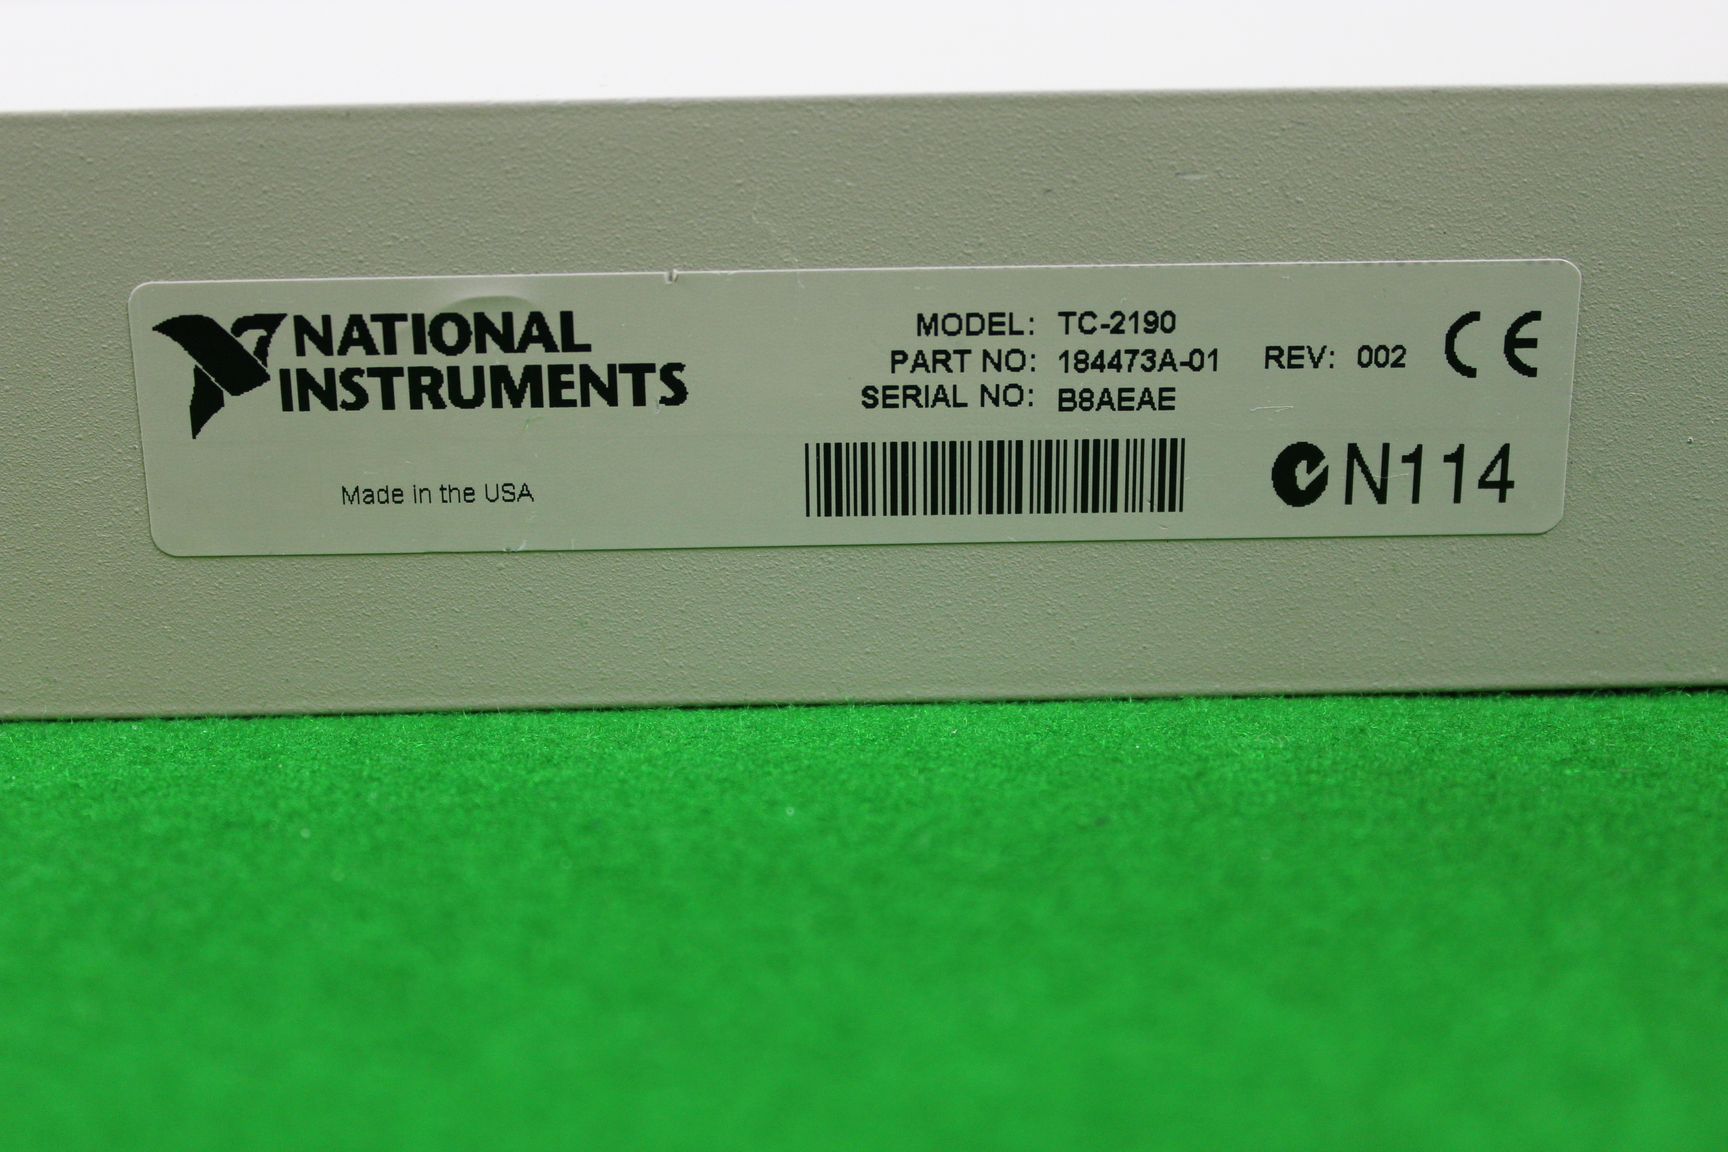 NATIONAL
INSTRUMENTS
Made in the USA
MODEL: TC-2190
PART NO: 184473A-01 REV: 002
SERIAL NO: B8AEAE
CE
N114